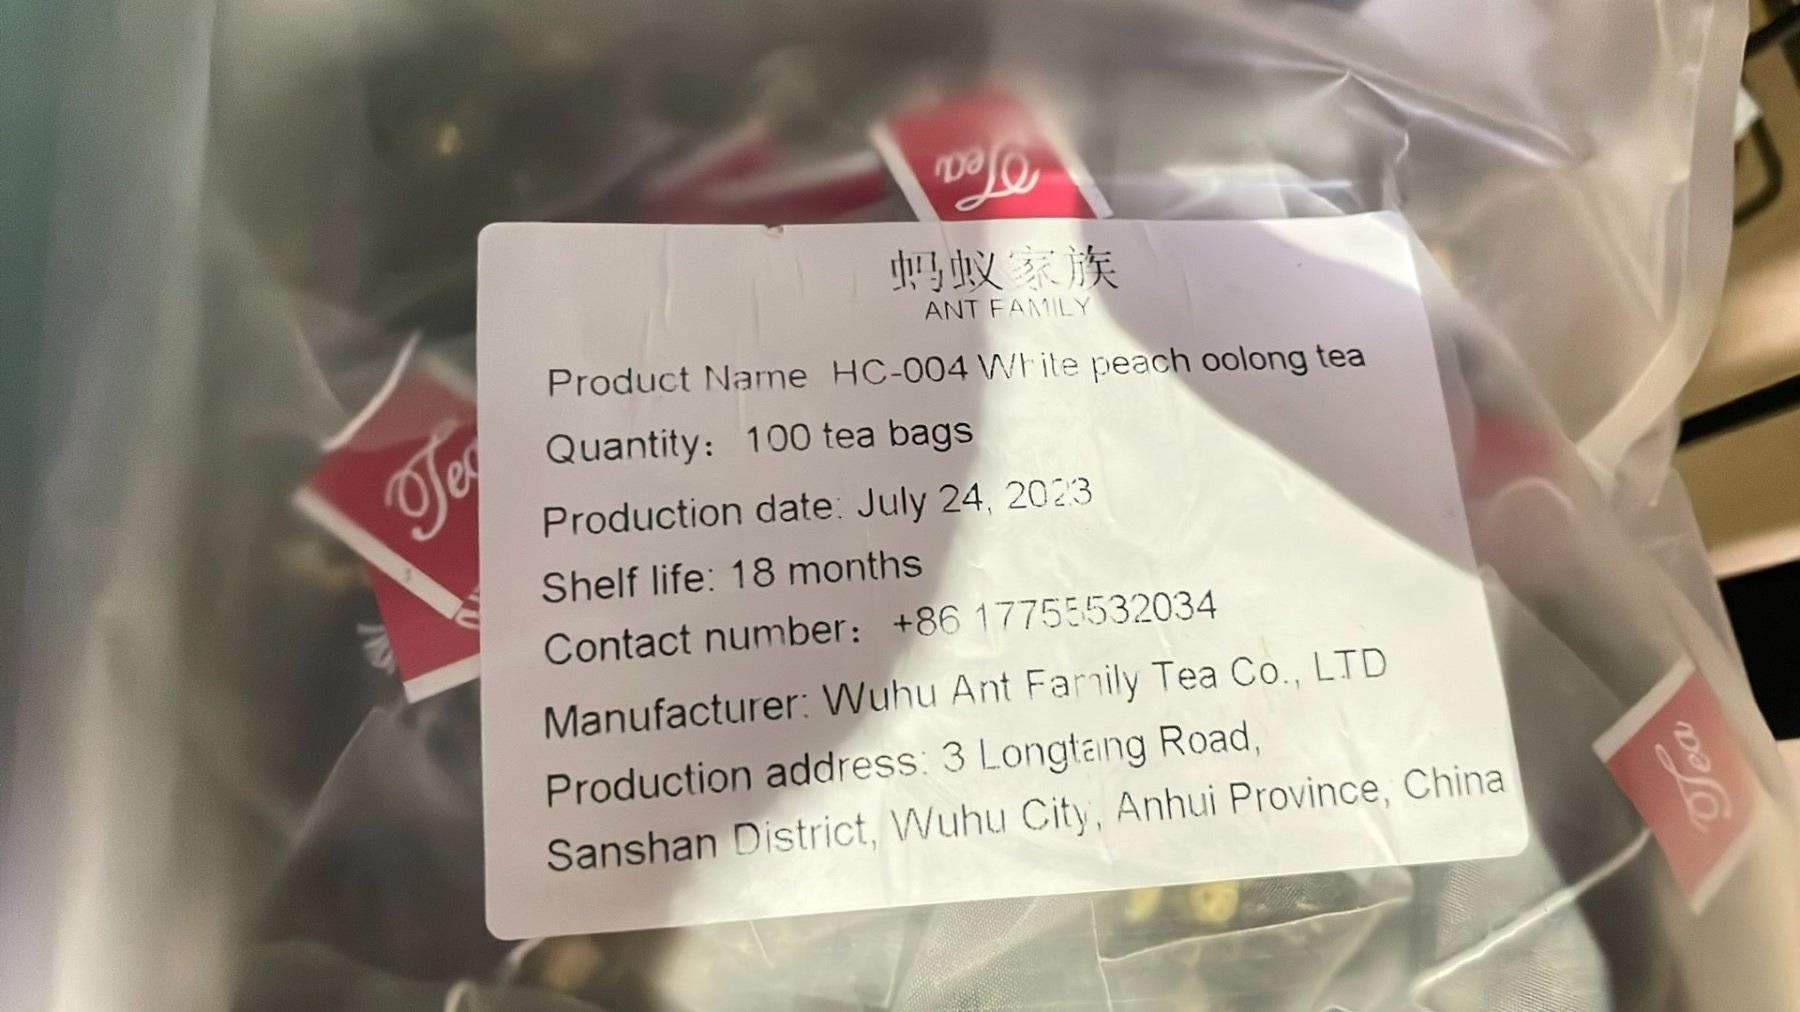 Tea
蚂蚁家族
ANT FAMILY
Product Name HC-004 White peach oolong tea
Quantity： 100 tea bags
Tea
Production date: July 24, 2023
Shelf life: 18 months
Contact number： +86 17755532034
Manufacturer: Wuhu Ant Family Tea Co., LTD
Production address: 3 Longtang Road,
Sanshan District, Wuhu City, Anhui Province, China
Tea